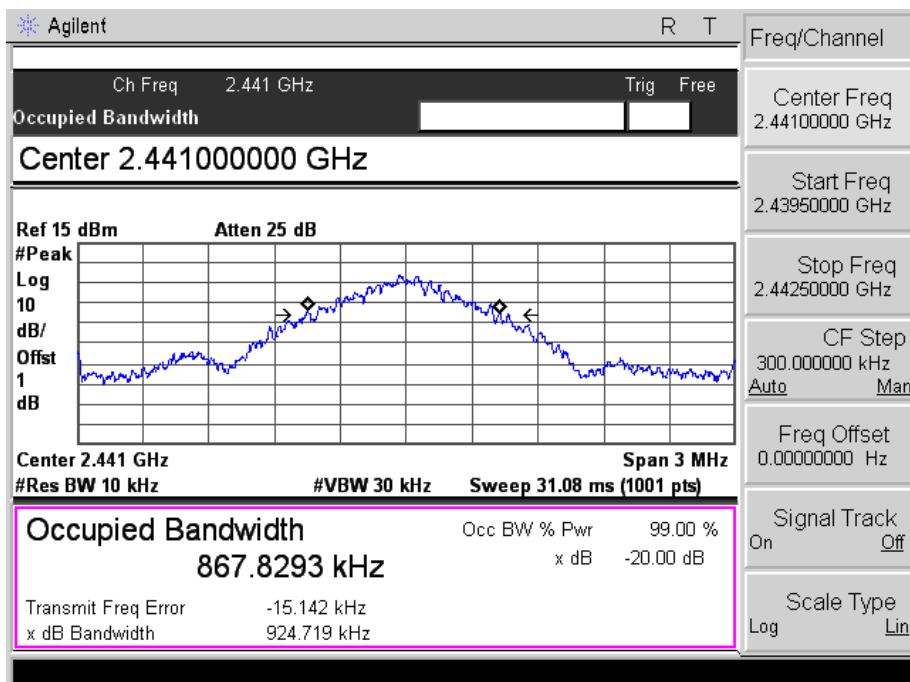 Agilent R T
Ch Freq 2.441 GHz Trig Free
Occupied Bandwidth
Center 2.441000000 GHz
Ref 15 dBm Atten 25 dB
#Peak
Log
10
dB/
Offst
1
dB
Center 2.441 GHz Span 3 MHz
#Res BW 10 kHz #VBW 30 kHz Sweep 31.08 ms (1001 pts)
Occupied Bandwidth
867.8293 kHz
Occ BW % Pwr 99.00 %
x dB -20.00 dB
Transmit Freq Error -15.142 kHz
x dB Bandwidth 924.719 kHz
Freq/Channel
Center Freq
2.44100000 GHz
Start Freq
2.43950000 GHz
Stop Freq
2.44250000 GHz
CF Step
300.000000 kHz
Auto Man
Freq Offset
0.00000000 Hz
Signal Track
On Off
Scale Type
Log Lin